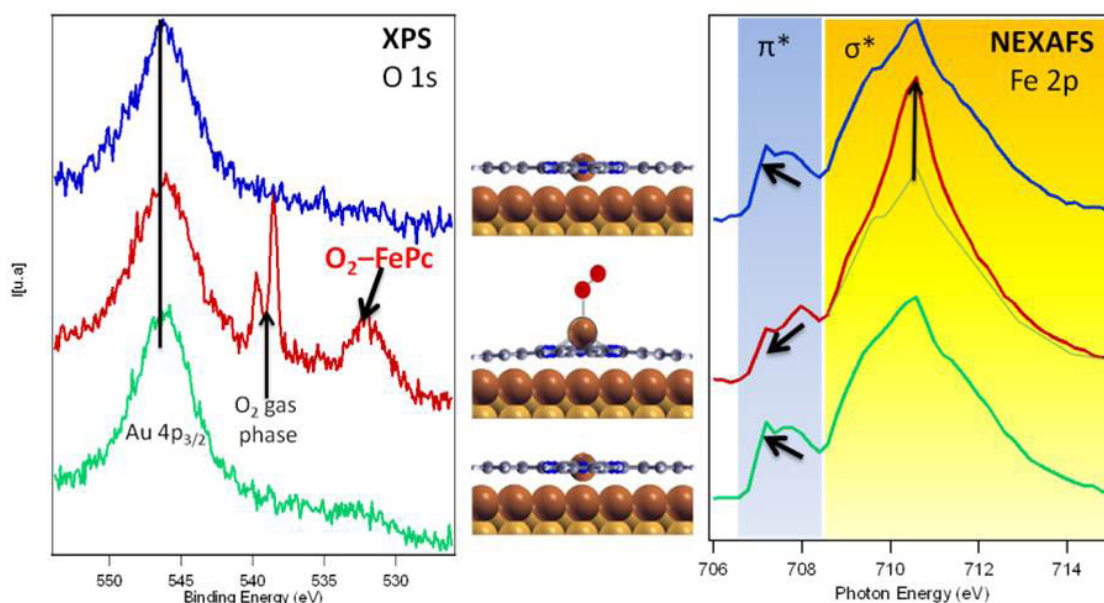 XPS
O 1s
O₂–FePc
O₂ gas
phase
Au 4p₃/₂
I[u.a]
550
545
540
535
530
Binding Energy (eV)
π*
σ*
NEXAFS
Fe 2p
706
708
710
712
714
Photon Energy (eV)